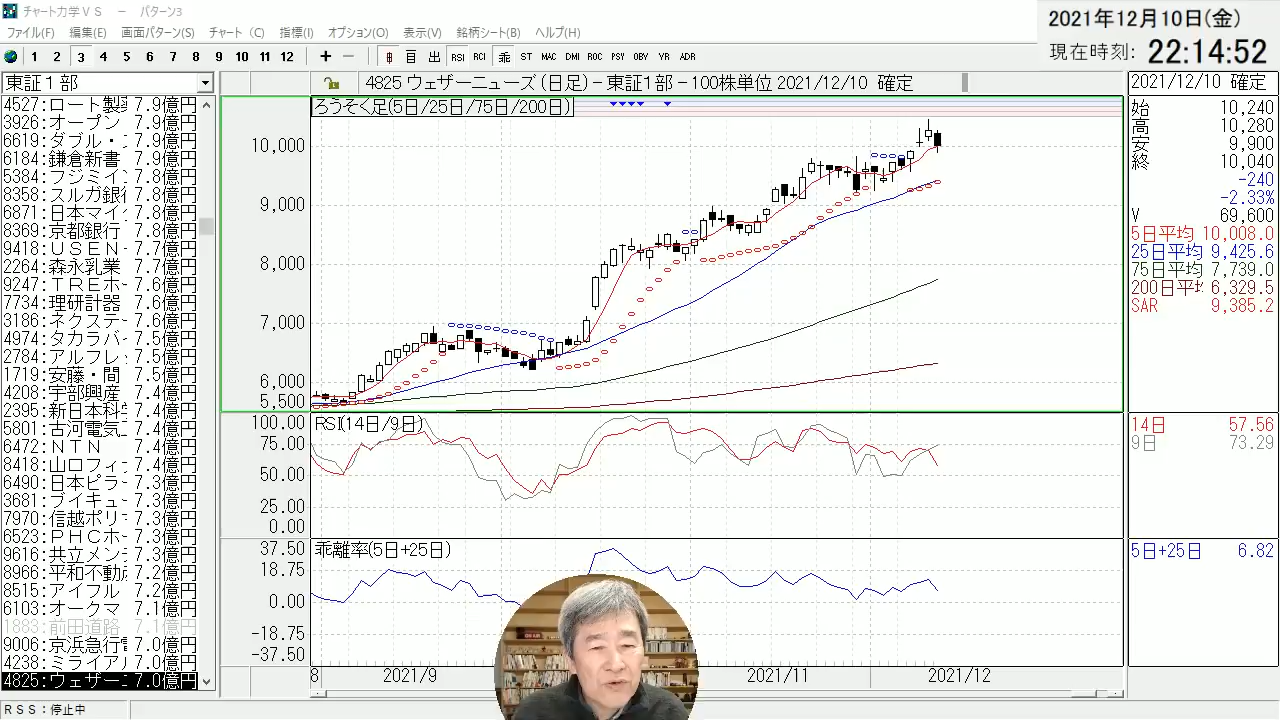 チャート力学VS － パターン3
ファイル(F) 編集(E) 画面パターン(S) チャート (C) 指標(I) オプション(O) 表示(V) 銘柄シート(B) ヘルプ(H)
2021年12月10日(金)
現在時刻: 22:14:52
1 2 3 4 5 6 7 8 9 10 11 12 + − 日 出 RSI RCI 乖 ST MAC DMI ROC PSY OBV VR ADR
東証1部
4825 ウェザーニューズ (日足)－東証1部－100株単位 2021/12/10 確定
2021/12/10 確定
4527:ロート製 7.9億円
3926:オープン 7.9億円
6619:ダブル・ 7.9億円
6184:鎌倉新書 7.9億円
5384:フジミイ 7.9億円
8358:スルガ銀 7.8億円
6871:日本マイ 7.8億円
8369:京都銀行 7.8億円
9418:ＵＳＥＮ 7.7億円
2264:森永乳業 7.7億円
9247:ＴＲＥホ 7.6億円
7734:理研計器 7.6億円
3186:ネクステ 7.6億円
4974:タカラバ 7.5億円
2784:アルフレ 7.5億円
1719:安藤・間 7.5億円
4208:宇部興産 7.4億円
2395:新日本科 7.4億円
5801:古河電気 7.4億円
6472:ＮＴＮ 7.4億円
8418:山口フィ 7.4億円
6490:日本ピラ 7.3億円
3681:ブイキュ 7.3億円
7970:信越ポリ 7.3億円
6523:ＰＨＣホ 7.3億円
9616:共立メン 7.3億円
8966:平和不動 7.2億円
8515:アイフル 7.2億円
6103:オークマ 7.1億円
1883:前田道路 7.1億円
9006:京浜急行 7.0億円
4238:ミライア 7.0億円
4825:ウェザー 7.0億円
ＲＳＳ：停止中
ろうそく足(5日/25日/75日/200日)
10,000
9,000
8,000
7,000
6,000
5,500
RSI(14日/9日)
100.00
75.00
50.00
25.00
0.00
乖離率(5日+25日)
37.50
18.75
0.00
-18.75
-37.50
8 2021/9 2021/11 2021/12
始 10,240
高 10,280
安 9,900
終 10,040
-240
-2.33%
V 69,600
5日平均 10,008.0
25日平均 9,425.6
75日平均 7,739.0
200日平均 6,329.5
SAR 9,385.2
14日 57.56
9日 73.29
5日+25日 6.82